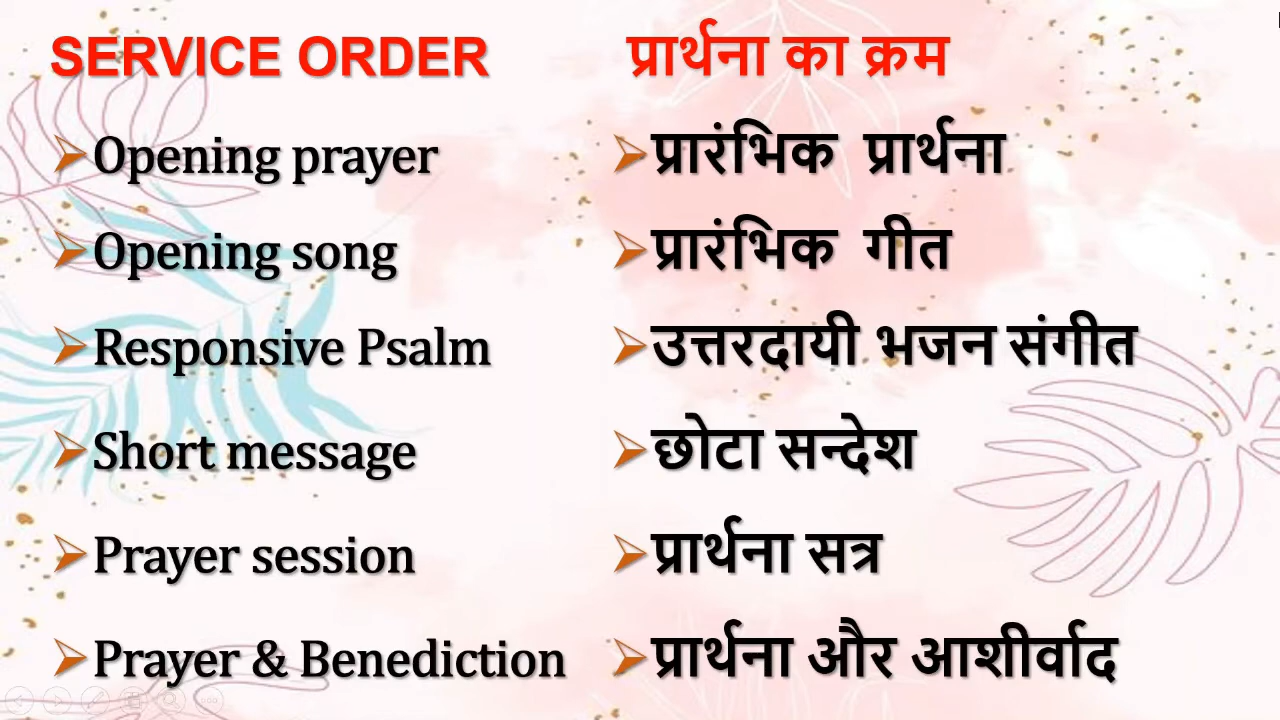 SERVICE ORDER
Opening prayer
Opening song
Responsive Psalm
Short message
Prayer session
Prayer & Benediction
प्रार्थना का क्रम
प्रारंभिक प्रार्थना
प्रारंभिक गीत
उत्तरदायी भजन संगीत
छोटा सन्देश
प्रार्थना सत्र
प्रार्थना और आशीर्वाद